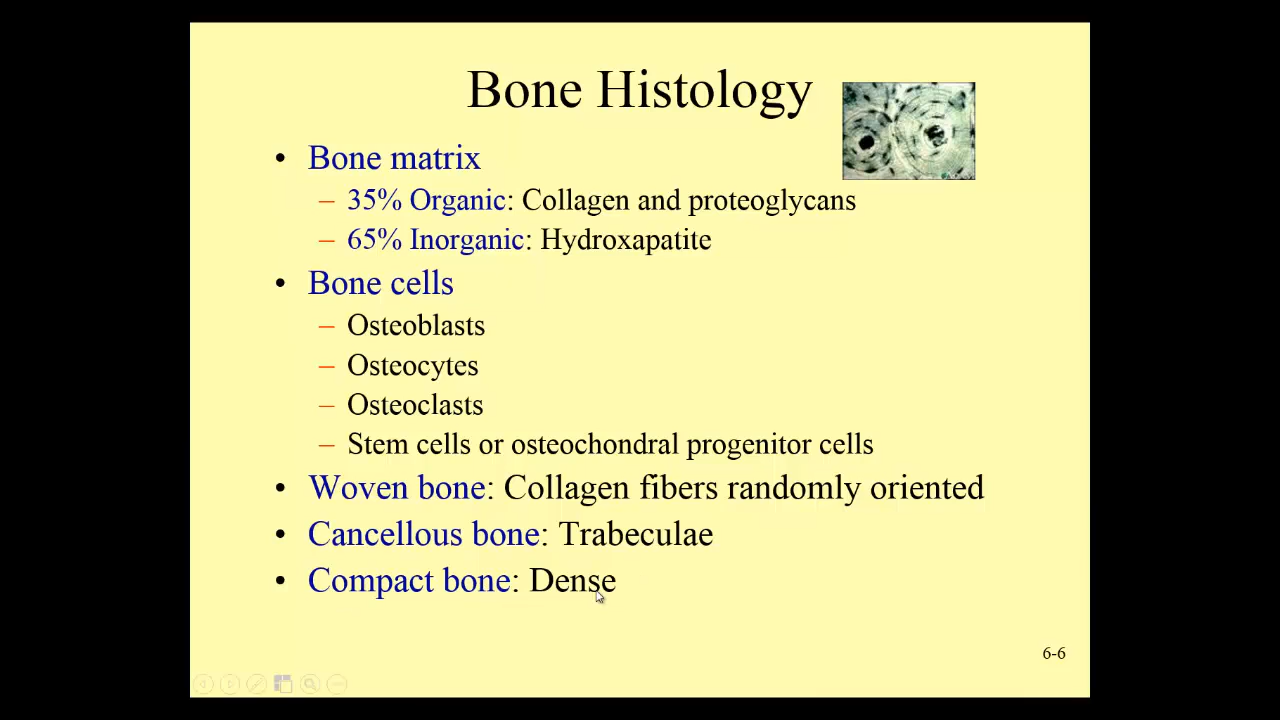 Bone Histology
• Bone matrix
– 35% Organic: Collagen and proteoglycans
– 65% Inorganic: Hydroxapatite
• Bone cells
– Osteoblasts
– Osteocytes
– Osteoclasts
– Stem cells or osteochondral progenitor cells
• Woven bone: Collagen fibers randomly oriented
• Cancellous bone: Trabeculae
• Compact bone: Dense
6-6